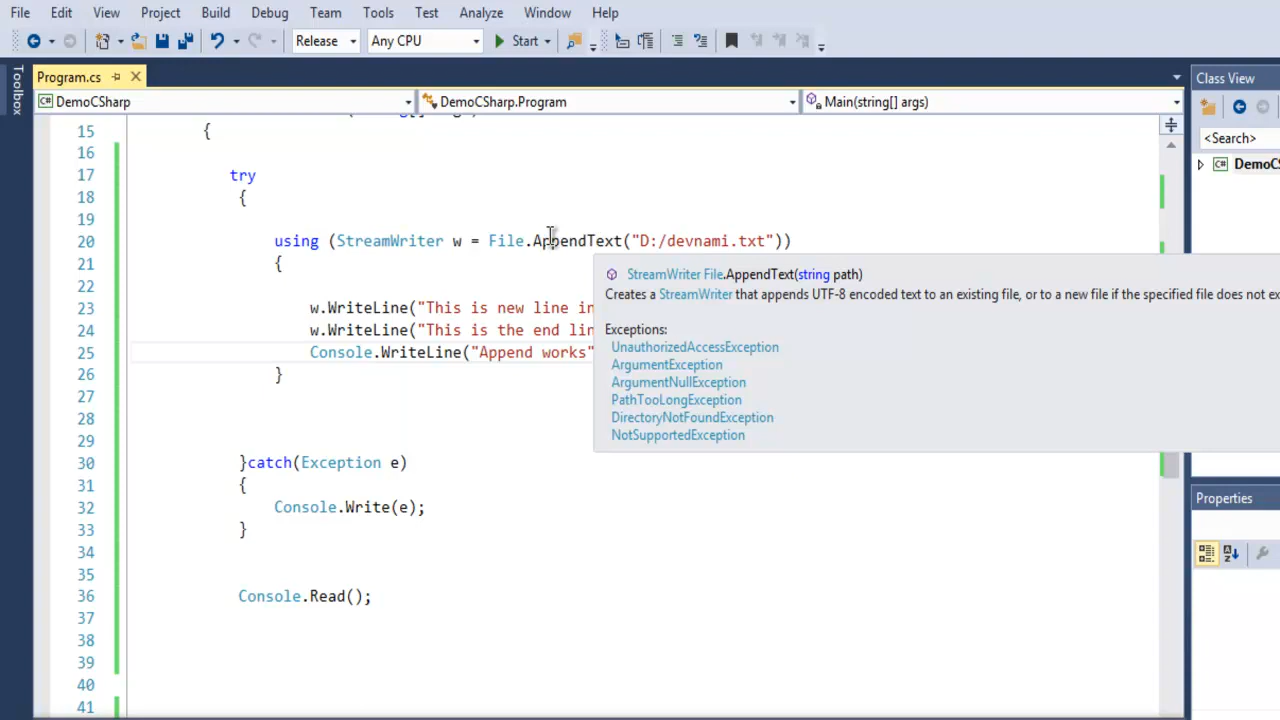 File Edit View Project Build Debug Team Tools Test Analyze Window Help
Release Any CPU Start
Toolbox
Program.cs
Class View
DemoCSharp DemoCSharp.Program Main(string[] args)
<Search>
15 {
16
17 try
18 {
19
20 using (StreamWriter w = File.AppendText("D:/devnami.txt"))
21 {
22
23 w.WriteLine("This is new line in
24 w.WriteLine("This is the end lin
25 Console.WriteLine("Append works"
26 }
27
28
29
30 }catch(Exception e)
31 {
32 Console.Write(e);
33 }
34
35
36 Console.Read();
37
38
39
40
41
StreamWriter File.AppendText(string path)
Creates a StreamWriter that appends UTF-8 encoded text to an existing file, or to a new file if the specified file does not ex
Exceptions:
UnauthorizedAccessException
ArgumentException
ArgumentNullException
PathTooLongException
DirectoryNotFoundException
NotSupportedException
DemoCS
Properties